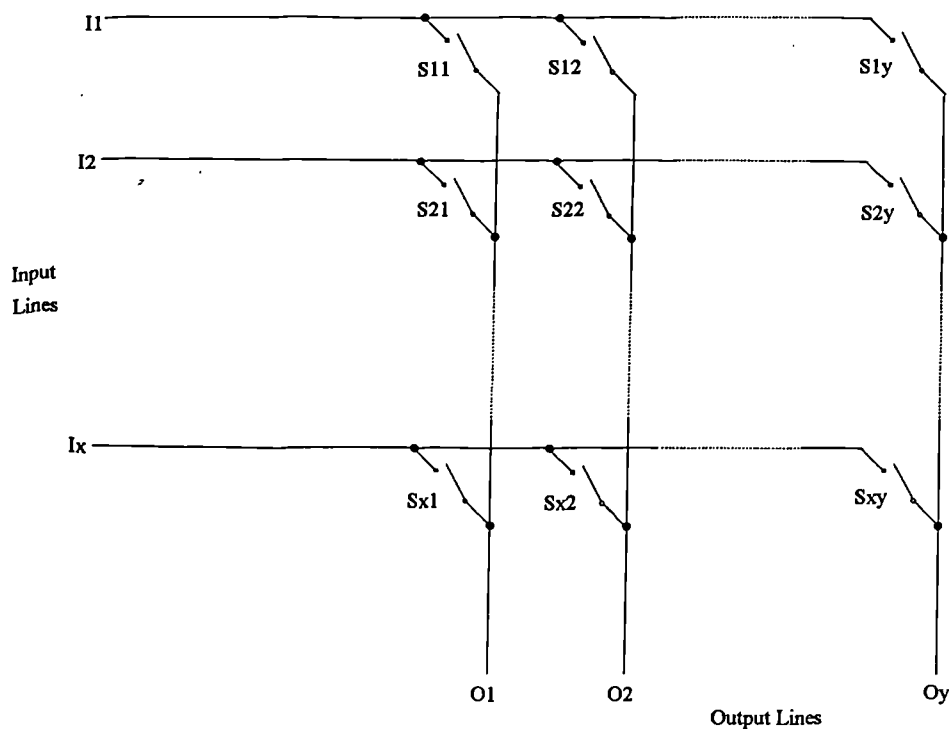 I1
S11
S12
S1y
I2
S21
S22
S2y
Input
Lines
Ix
Sx1
Sx2
Sxy
O1
O2
Oy
Output Lines